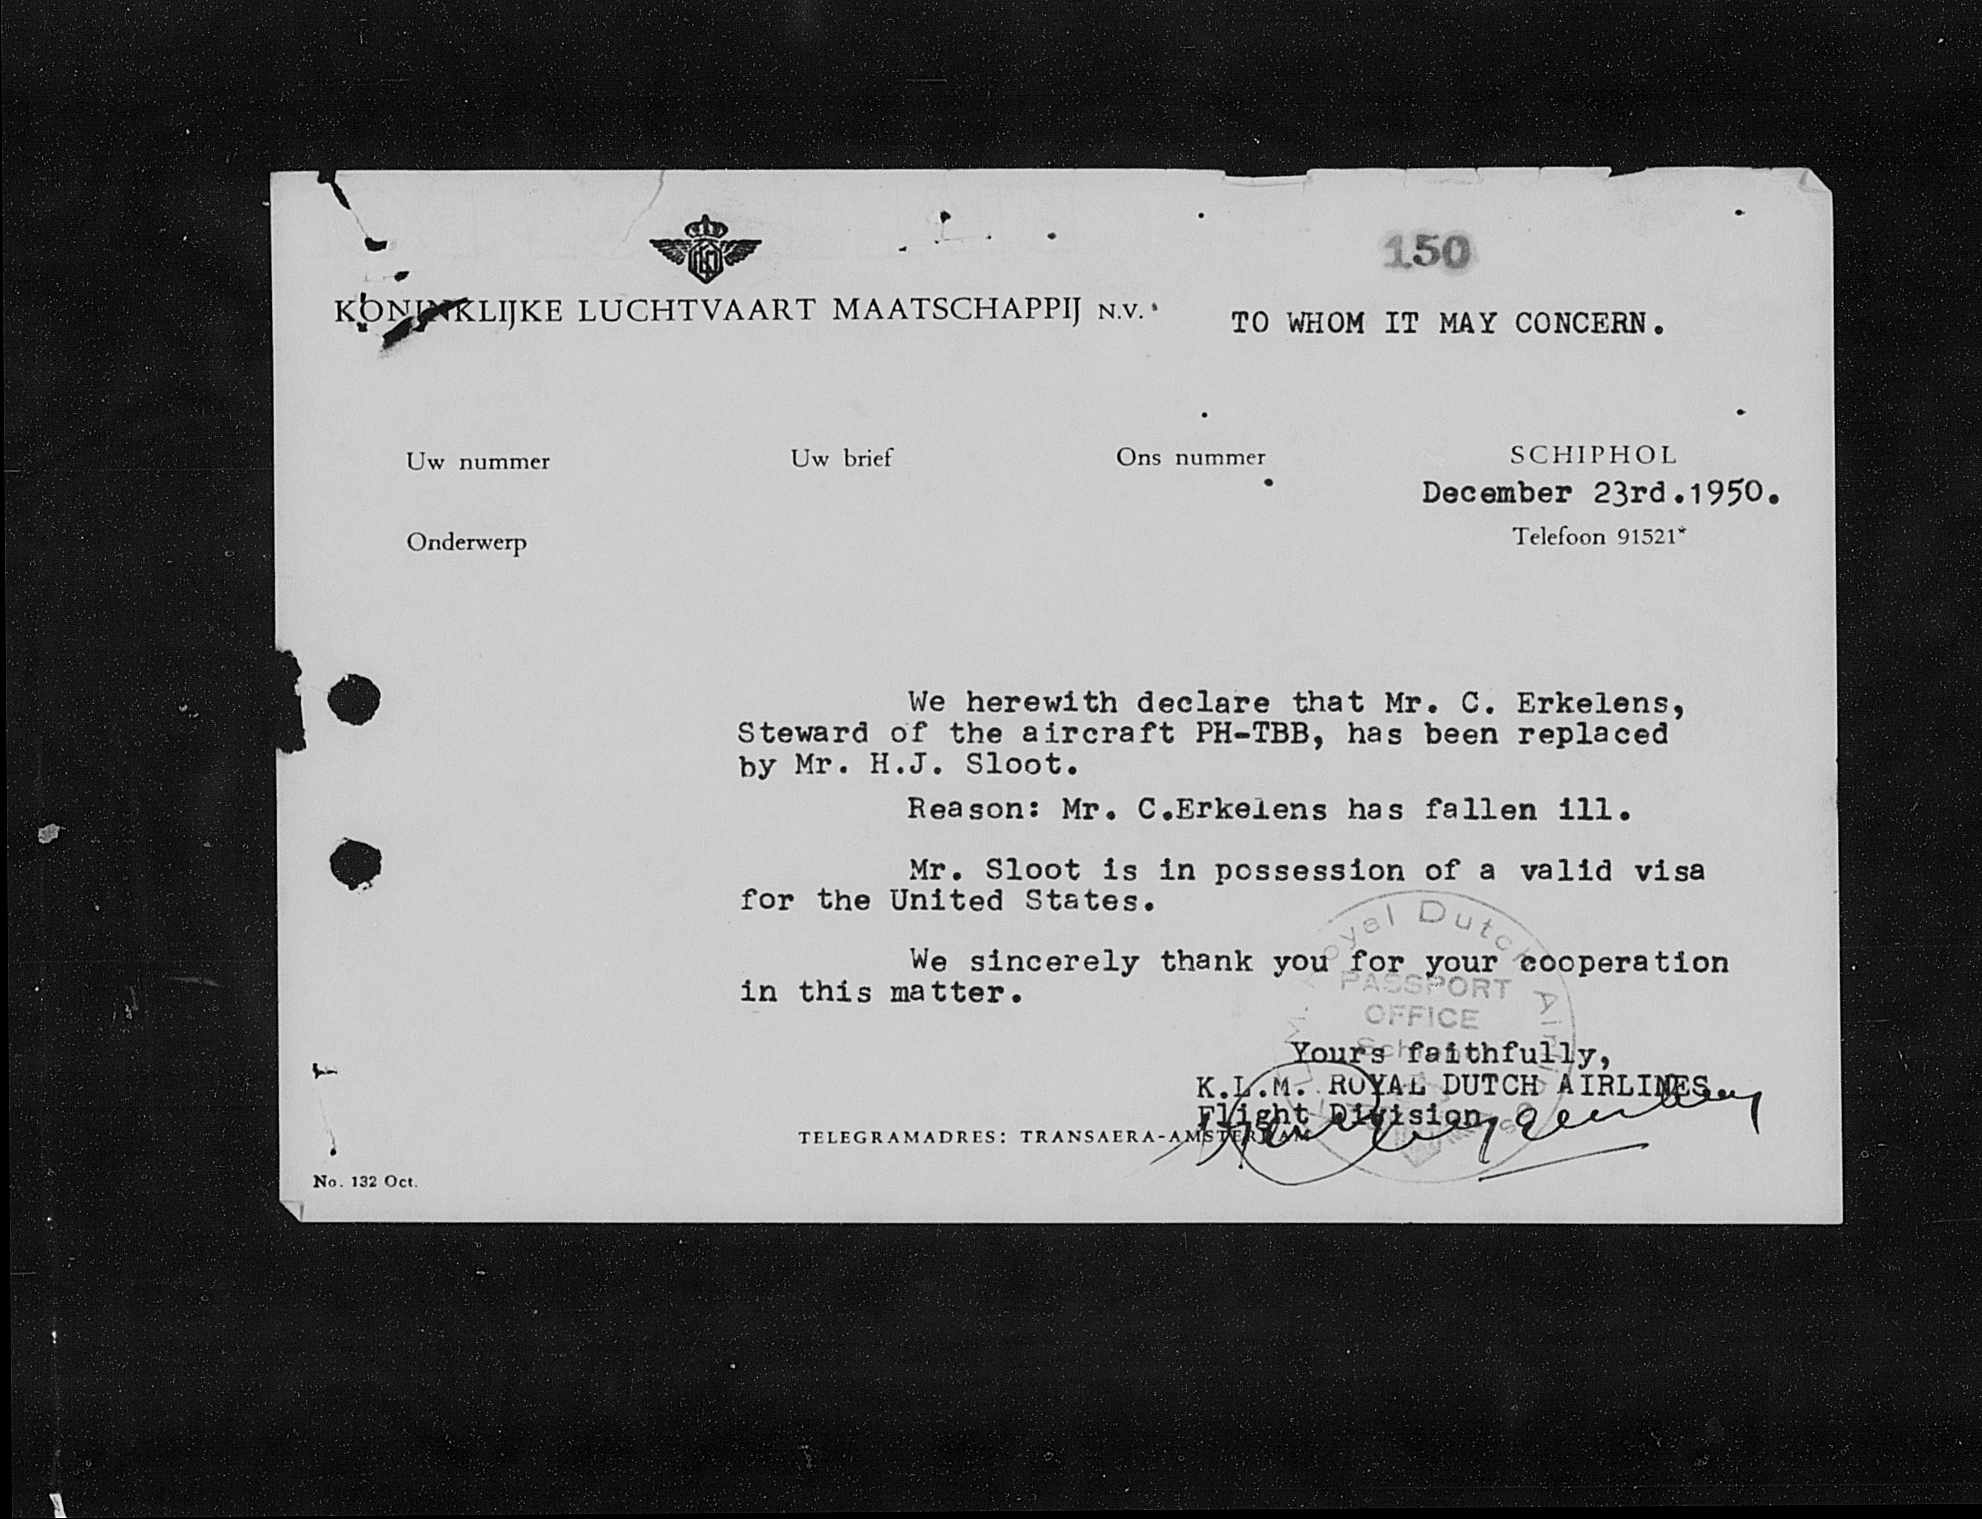 150
KONINKLIJKE LUCHTVAART MAATSCHAPPIJ N.V.
TO WHOM IT MAY CONCERN.
Uw nummer Uw brief Ons nummer SCHIPHOL
December 23rd.1950.
Onderwerp Telefoon 91521*
We herewith declare that Mr. C. Erkelens,
Steward of the aircraft PH-TBB, has been replaced
by Mr. H.J. Sloot.
Reason: Mr. C.Erkelens has fallen ill.
Mr. Sloot is in possession of a valid visa
for the United States.
We sincerely thank you for your cooperation
in this matter.
Royal Dutch Airlines
PASSPORT
OFFICE
Yours faithfully,
K.L.M. ROYAL DUTCH AIRLINES.
Flight Division
TELEGRAMADRES: TRANSAERA-AMSTERDAM
No. 132 Oct.